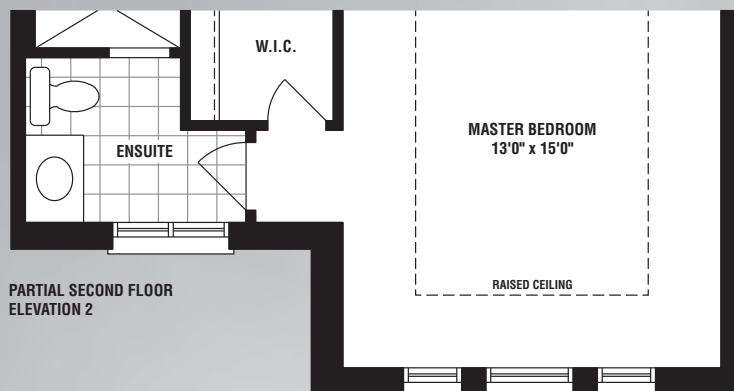 W.I.C.
MASTER BEDROOM
13'0" x 15'0"
ENSUITE
RAISED CEILING
PARTIAL SECOND FLOOR
ELEVATION 2